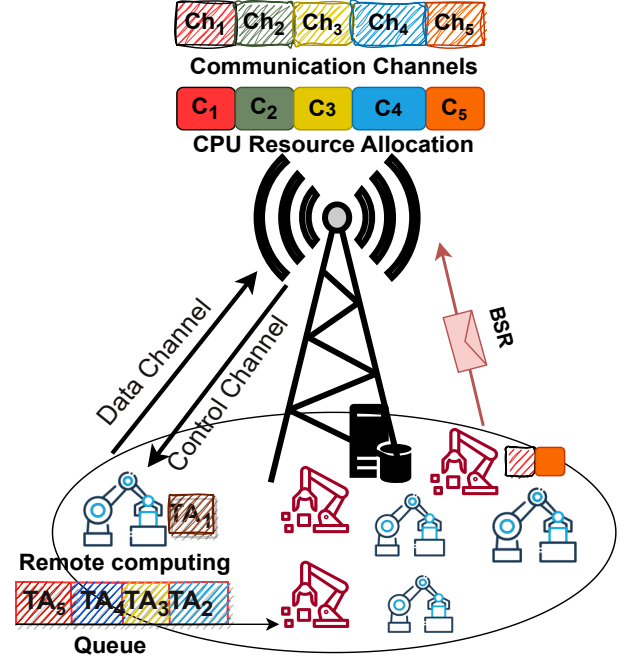 Ch1 Ch2 Ch3 Ch4 Ch5
Communication Channels
C1 C2 C3 C4 C5
CPU Resource Allocation
Data Channel
Control Channel
BSR
TA1
Remote computing
TA5 TA4 TA3 TA2
Queue